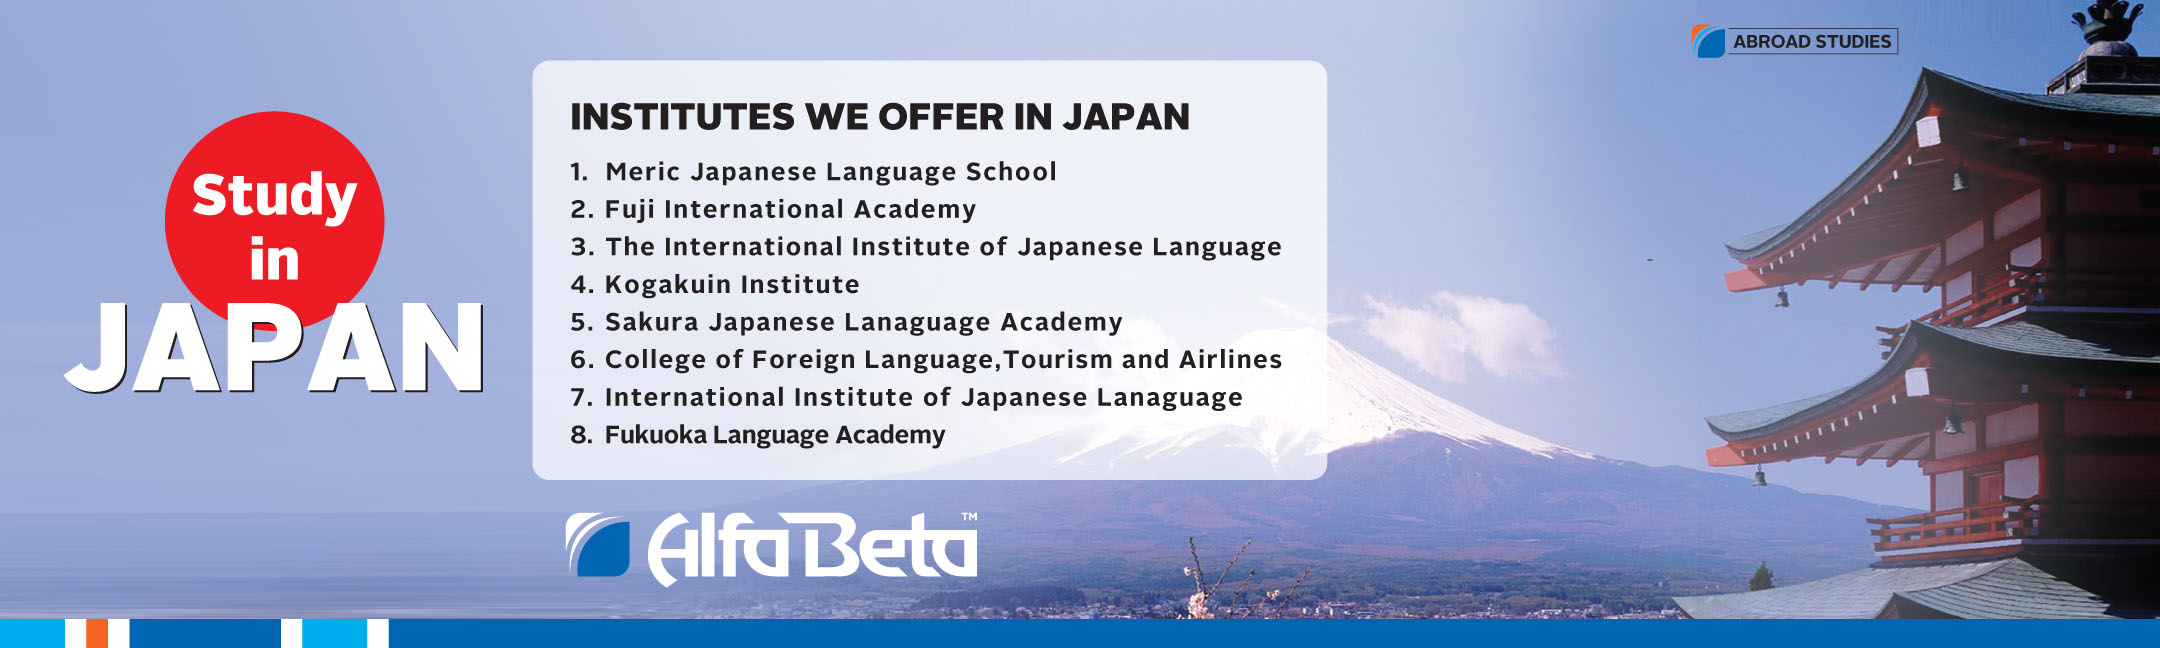 ABROAD STUDIES
Study
in
JAPAN
INSTITUTES WE OFFER IN JAPAN
1. Meric Japanese Language School
2. Fuji International Academy
3. The International Institute of Japanese Language
4. Kogakuin Institute
5. Sakura Japanese Lanaguage Academy
6. College of Foreign Language,Tourism and Airlines
7. International Institute of Japanese Lanaguage
8. Fukuoka Language Academy
Alfa Beta™